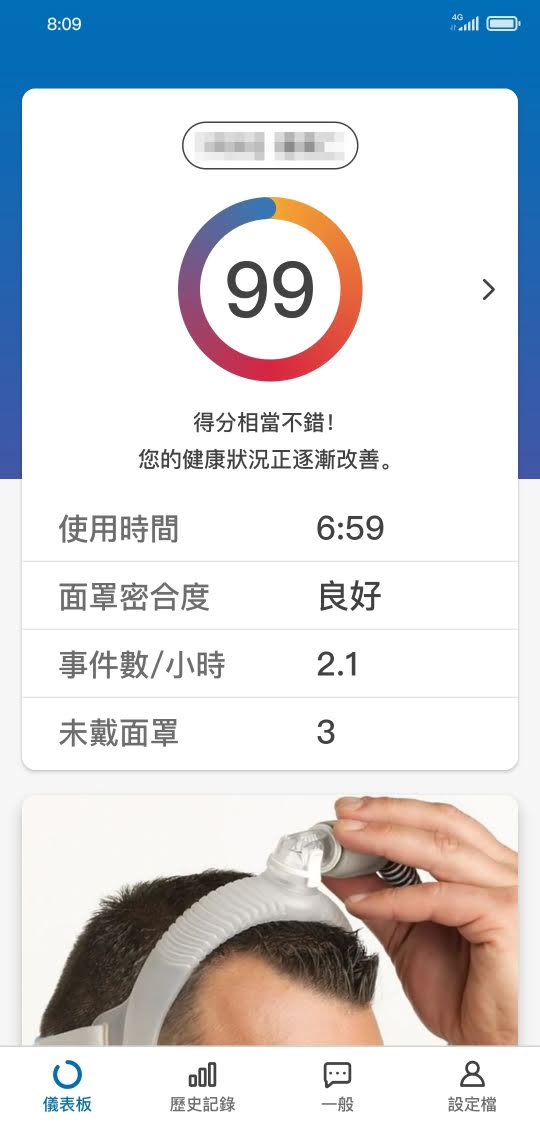 8:09
4G
99
得分相當不錯!
您的健康狀況正逐漸改善。
使用時間 6:59
面罩密合度 良好
事件數/小時 2.1
未戴面罩 3
儀表板 歷史記錄 一般 設定檔